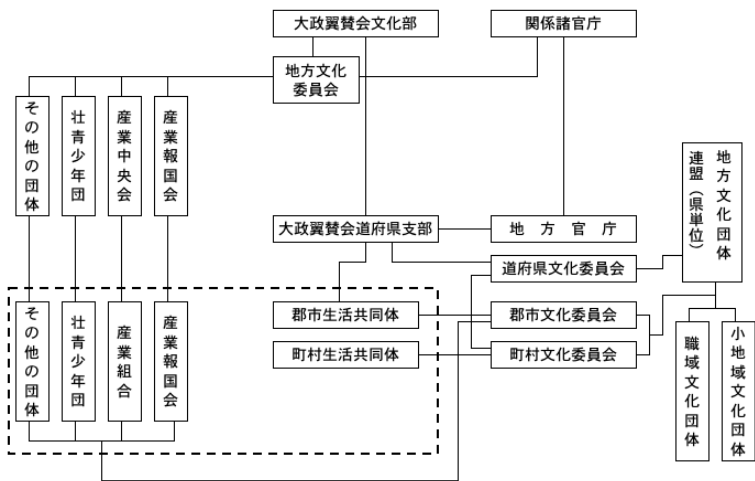 大政翼賛会文化部
関係諸官庁
地方文化
委員会
その他の団体
壮青少年団
産業中央会
産業報国会
地方文化団体
連盟（県単位）
大政翼賛会道府県支部
地方官庁
道府県文化委員会
その他の団体
壮青少年団
産業組合
産業報国会
郡市生活共同体
郡市文化委員会
町村生活共同体
町村文化委員会
職域文化団体
小地域文化団体